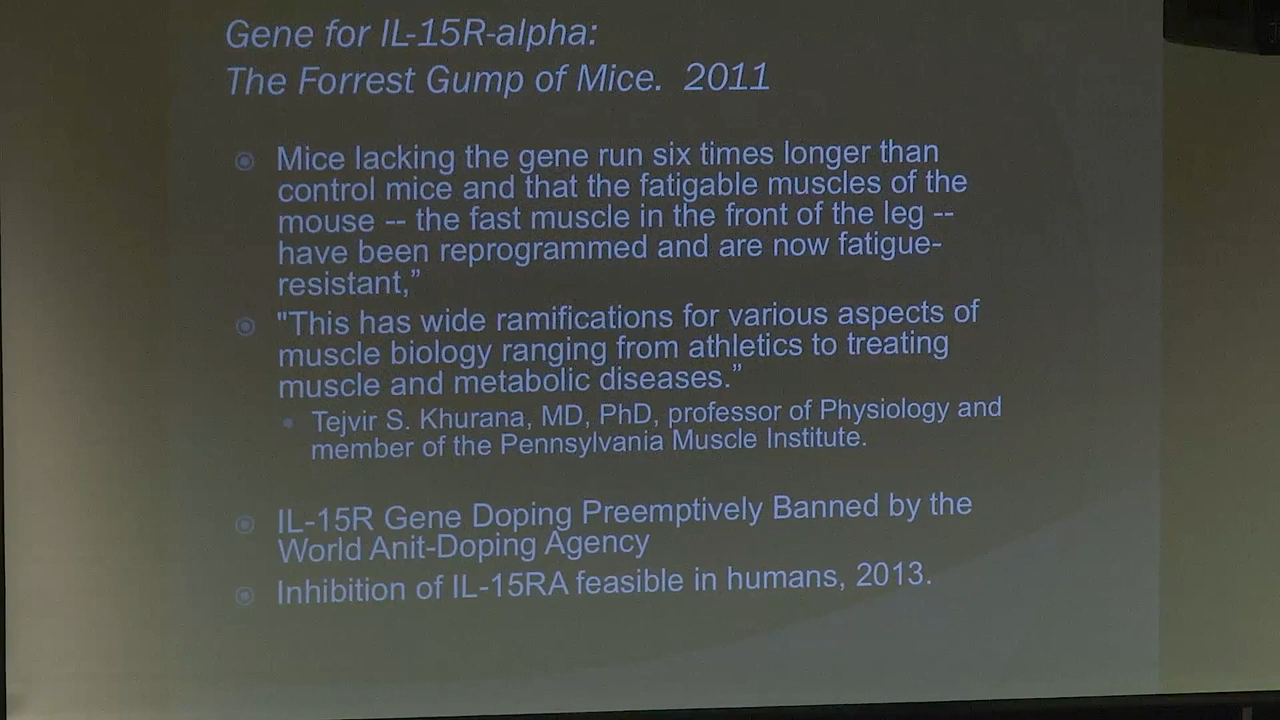 Gene for IL-15R-alpha:
The Forrest Gump of Mice. 2011
Mice lacking the gene run six times longer than
control mice and that the fatigable muscles of the
mouse -- the fast muscle in the front of the leg --
have been reprogrammed and are now fatigue-
resistant,”
"This has wide ramifications for various aspects of
muscle biology ranging from athletics to treating
muscle and metabolic diseases.”
Tejvir S. Khurana, MD, PhD, professor of Physiology and
member of the Pennsylvania Muscle Institute.
IL-15R Gene Doping Preemptively Banned by the
World Anit-Doping Agency
Inhibition of IL-15RA feasible in humans, 2013.